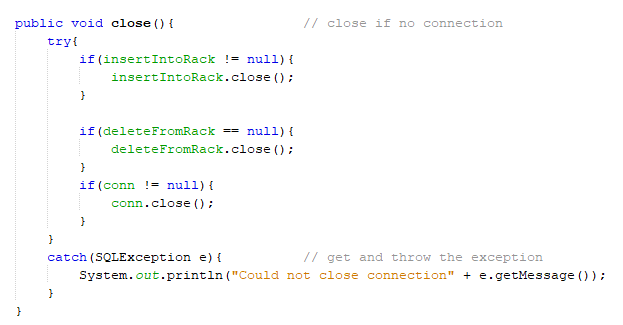 public void close(){                // close if no connection
    try{
        if(insertIntoRack != null){
            insertIntoRack.close();
        }

        if(deleteFromRack == null){
            deleteFromRack.close();
        }
        if(conn != null){
            conn.close();
        }
    }
    catch(SQLException e){          // get and throw the exception
        System.out.println("Could not close connection" + e.getMessage());
    }
}